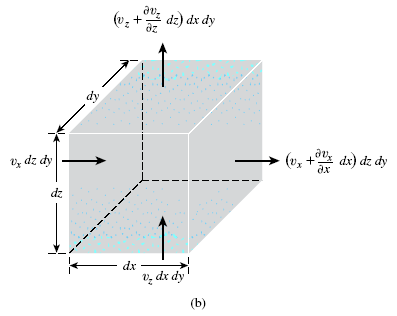 (v_z + ∂v_z/∂z dz) dx dy
dy
v_x dz dy
(v_x + ∂v_x/∂x dx) dz dy
dz
dx
v_z dx dy
(b)